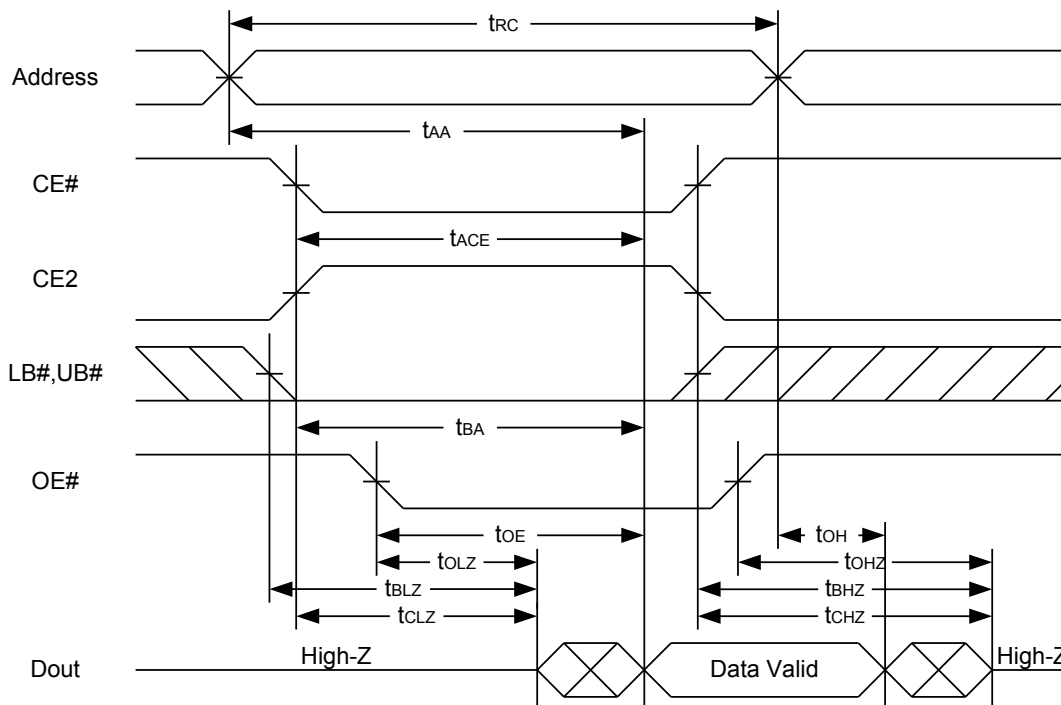 tRC
Address
tAA
CE#
tACE
CE2
LB#,UB#
tBA
OE#
tOE
tOH
tOLZ
tOHZ
tBLZ
tBHZ
tCLZ
tCHZ
High-Z
High-Z
Dout
Data Valid